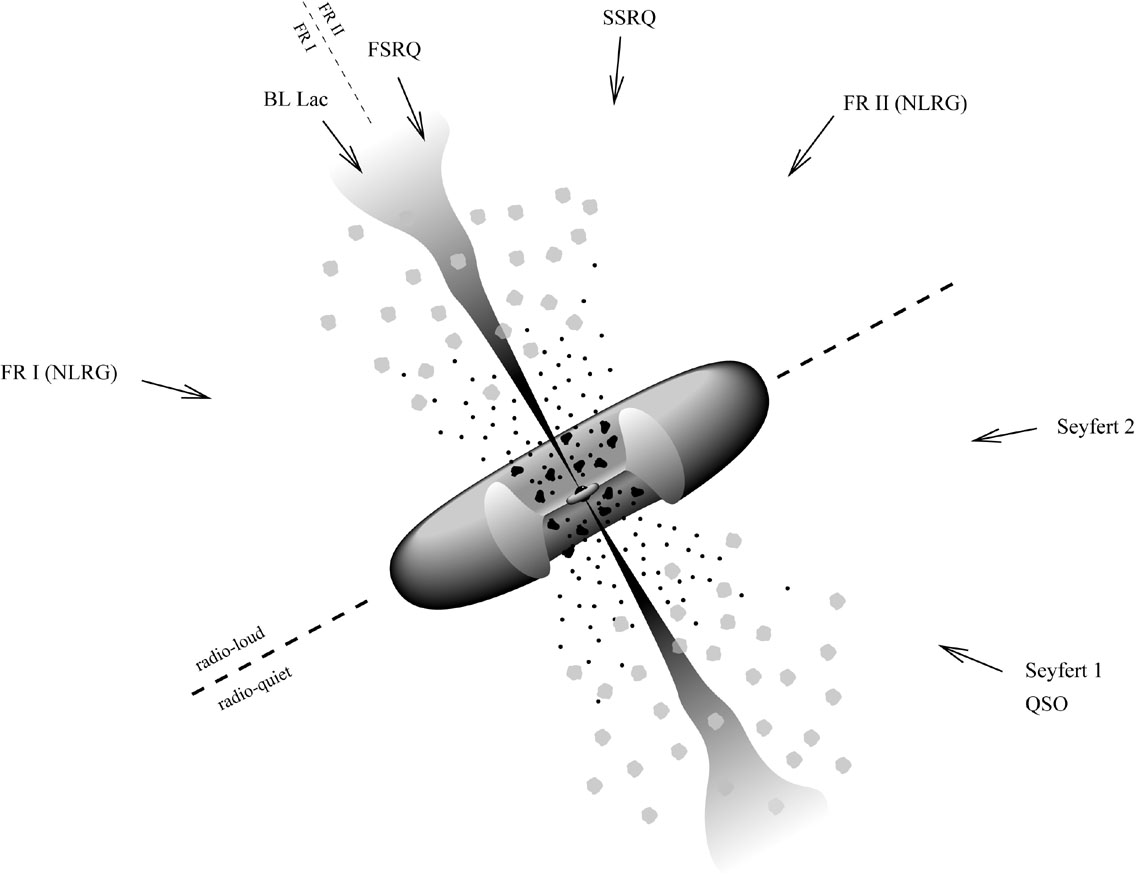 FR II
FR I
SSRQ
FSRQ
BL Lac
FR II (NLRG)
FR I (NLRG)
Seyfert 2
radio-loud
radio-quiet
Seyfert 1
QSO